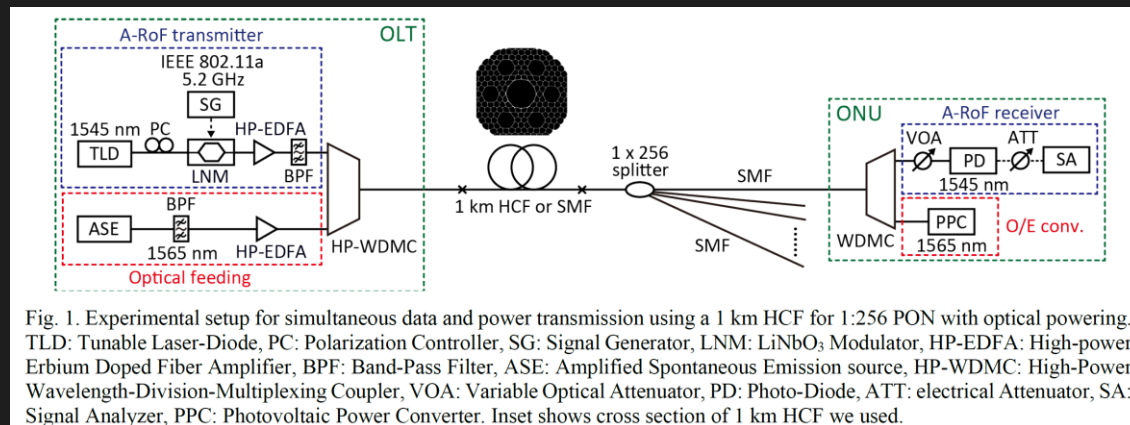 OLT
A-RoF transmitter
IEEE 802.11a
5.2 GHz
SG
1545 nm
PC
HP-EDFA
TLD
LNM
BPF
BPF
ASE
1565 nm
HP-EDFA
HP-WDMC
Optical feeding
1 km HCF or SMF
1 x 256
splitter
SMF
SMF
ONU
A-RoF receiver
VOA
ATT
PD
SA
1545 nm
PPC
O/E conv.
WDMC
1565 nm
Fig. 1. Experimental setup for simultaneous data and power transmission using a 1 km HCF for 1:256 PON with optical powering.
TLD: Tunable Laser-Diode, PC: Polarization Controller, SG: Signal Generator, LNM: LiNbO₃ Modulator, HP-EDFA: High-power
Erbium Doped Fiber Amplifier, BPF: Band-Pass Filter, ASE: Amplified Spontaneous Emission source, HP-WDMC: High-Power
Wavelength-Division-Multiplexing Coupler, VOA: Variable Optical Attenuator, PD: Photo-Diode, ATT: electrical Attenuator, SA:
Signal Analyzer, PPC: Photovoltaic Power Converter. Inset shows cross section of 1 km HCF we used.